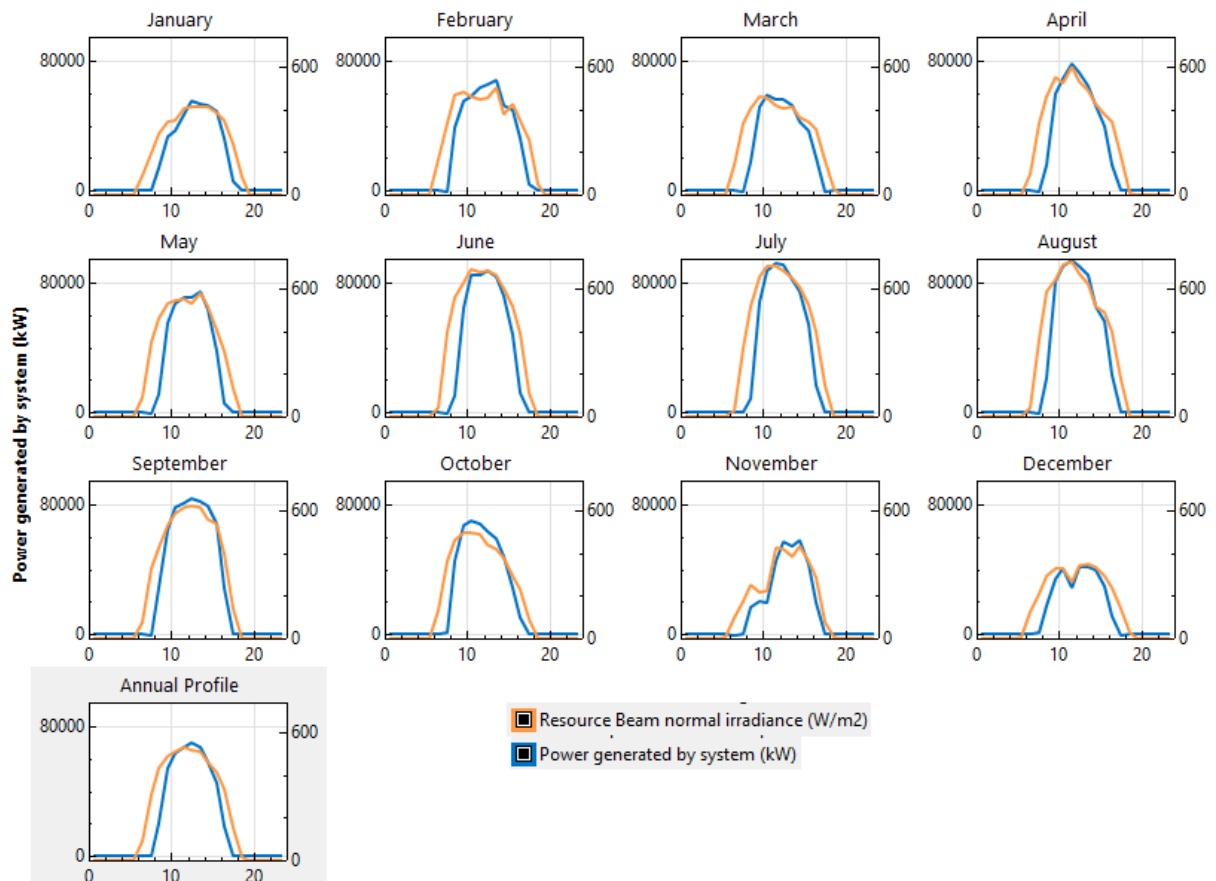 January February March April
80000 600 80000 600 80000 600 80000 600
0 0 0 0 0 0 0 0
0 10 20 0 10 20 0 10 20 0 10 20
May June July August
80000 600 80000 600 80000 600 80000 600
0 0 0 0 0 0 0 0
0 10 20 0 10 20 0 10 20 0 10 20
Power generated by system (kW)
September October November December
80000 600 80000 600 80000 600 80000 600
0 0 0 0 0 0 0 0
0 10 20 0 10 20 0 10 20 0 10 20
Annual Profile
80000 600
0 0
0 10 20
Resource Beam normal irradiance (W/m2)
Power generated by system (kW)